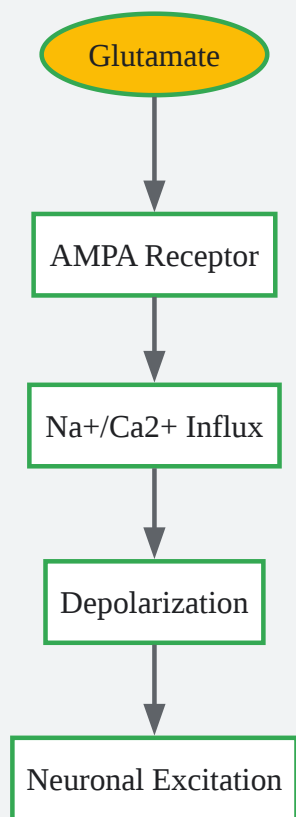 Glutamate
AMPA Receptor
Na+/Ca2+ Influx
Depolarization
Neuronal Excitation